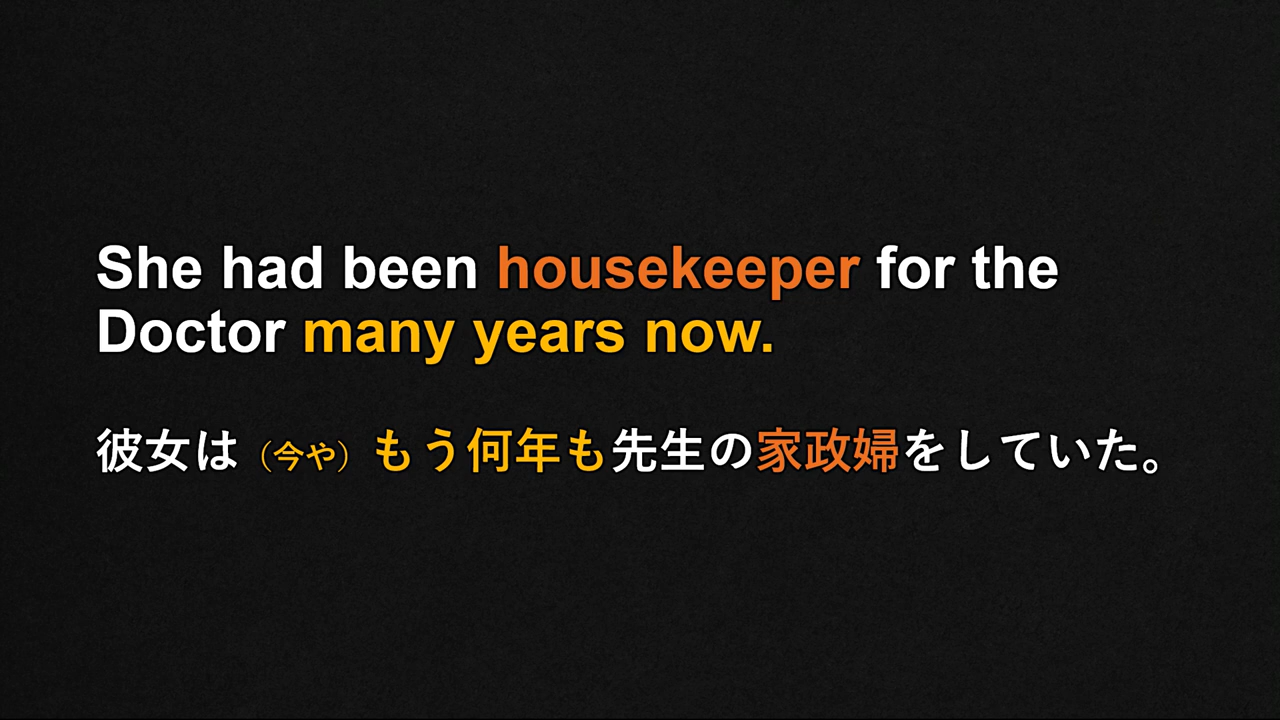 She had been housekeeper for the
Doctor many years now.
彼女は（今や）もう何年も先生の家政婦をしていた。